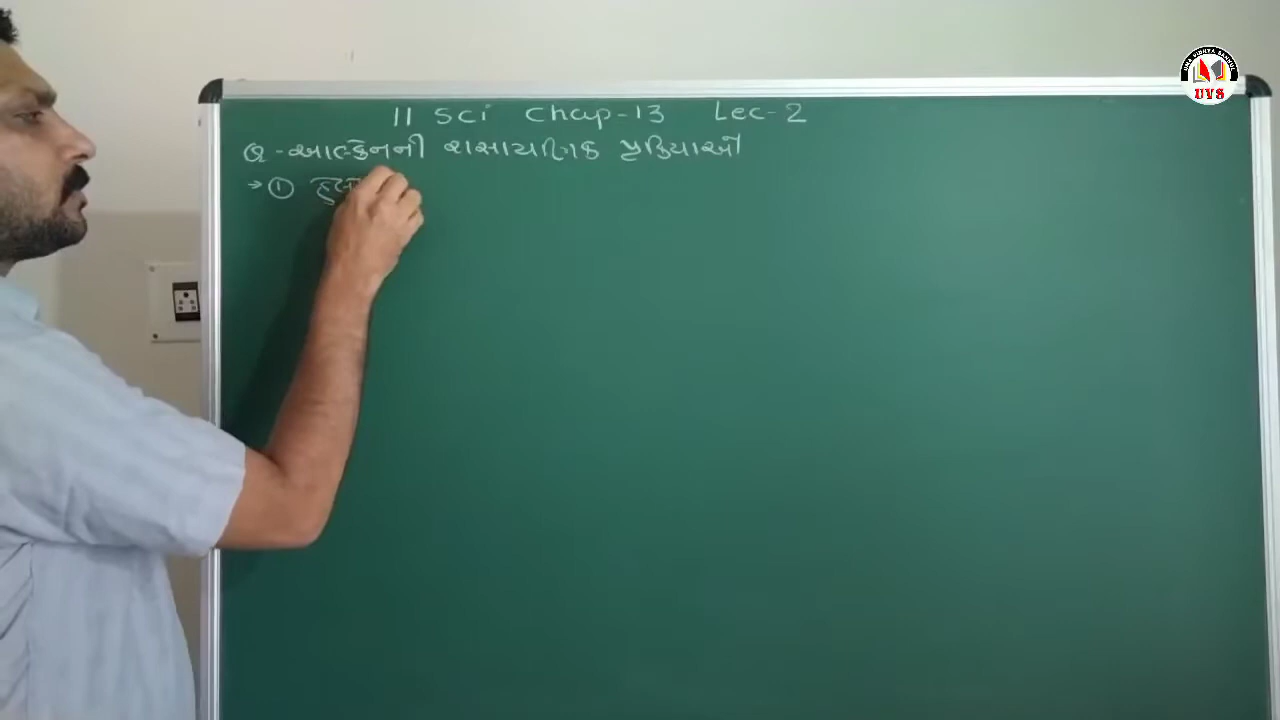 11 Sci Chap-13 Lec-2
Q - આલ્કેનની રાસાયણિક પ્રક્રિયાઓ
→ ①
UVS